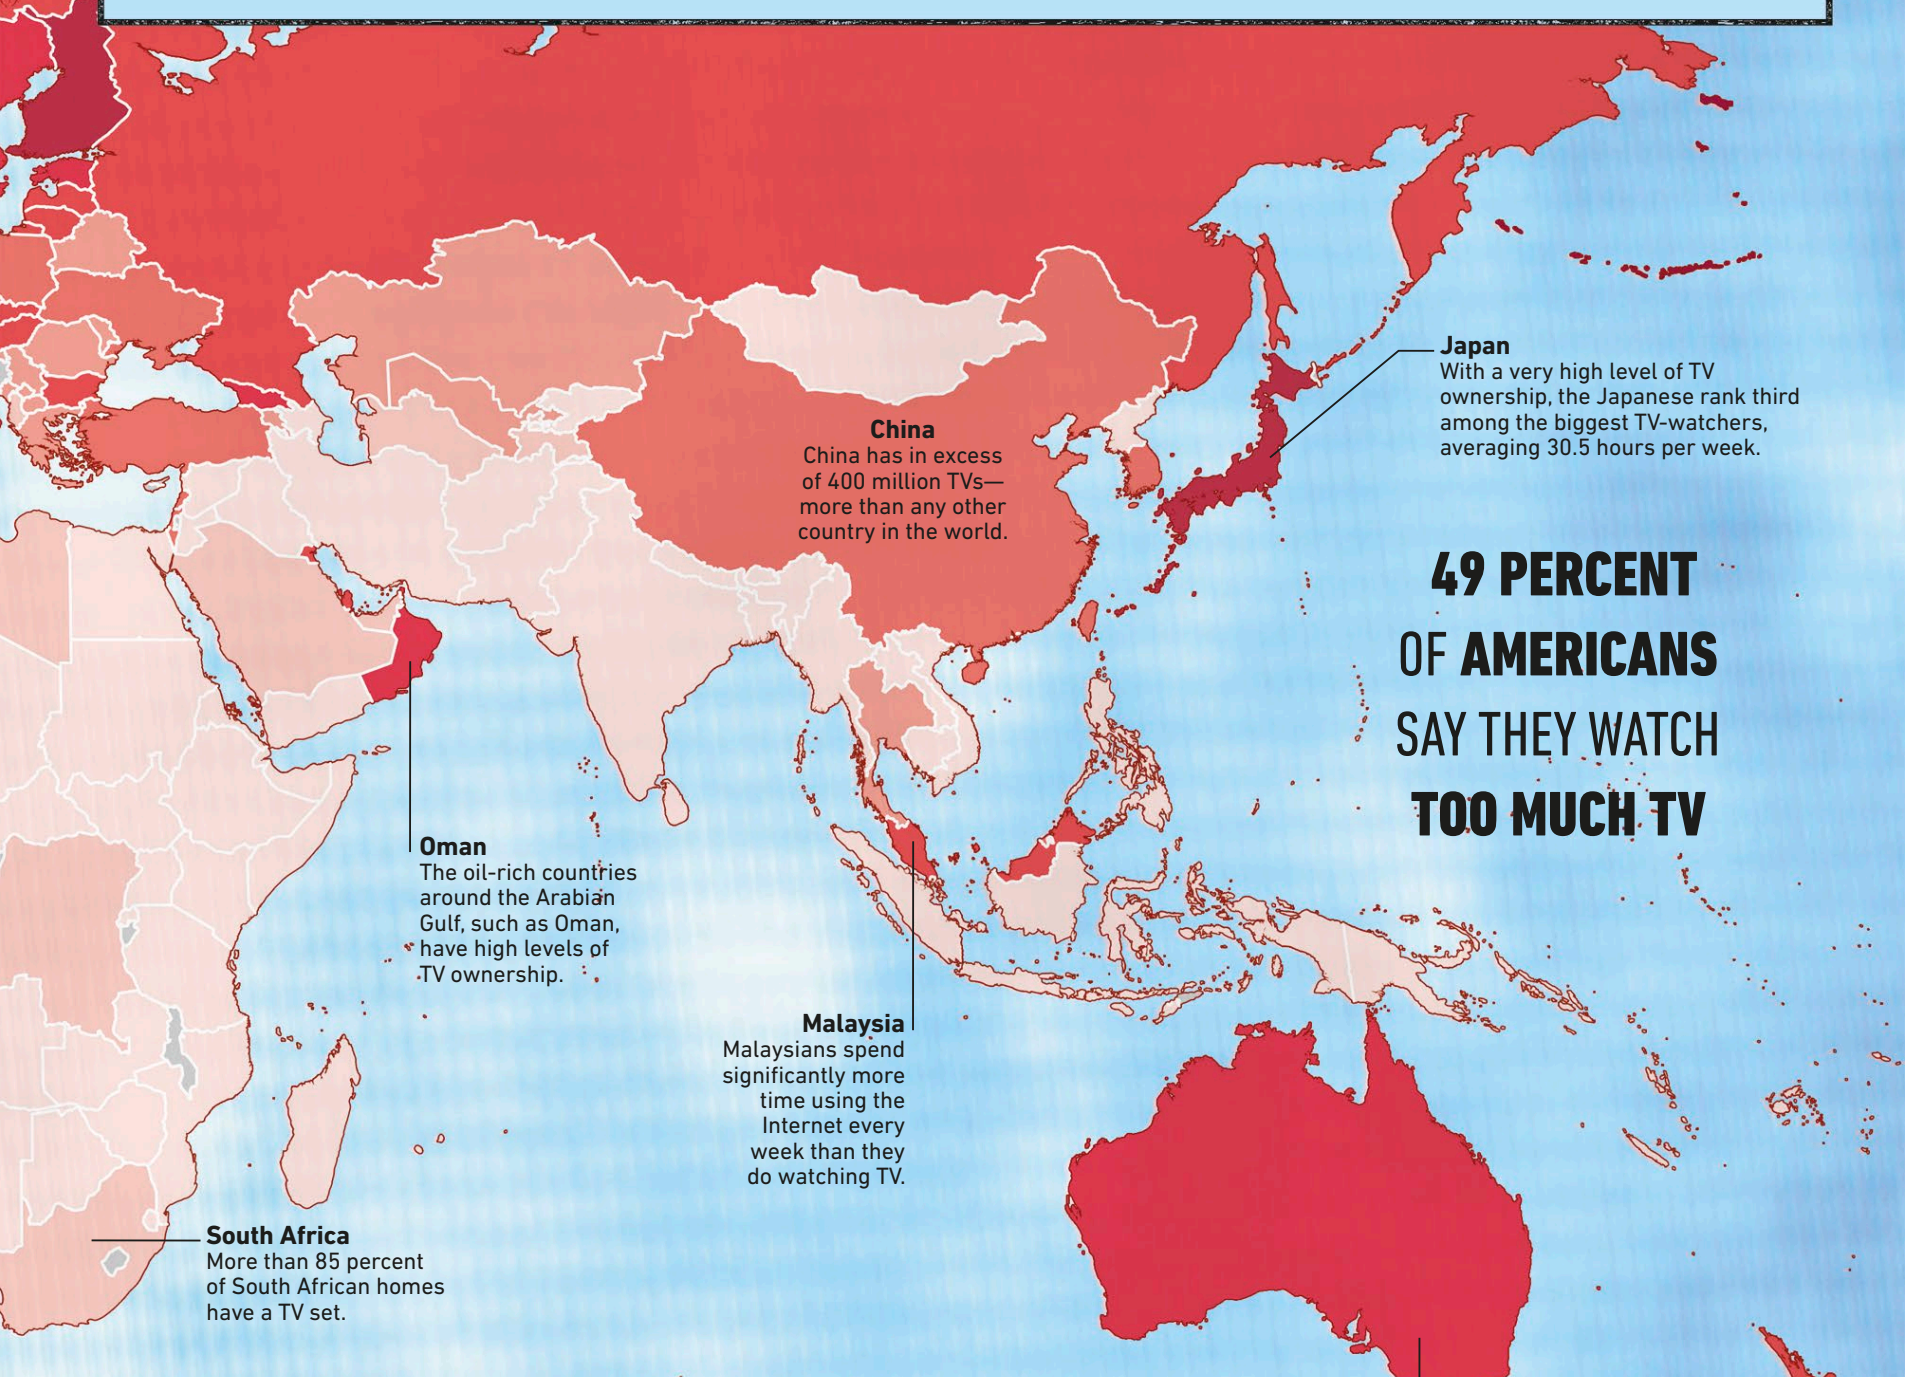 Japan
With a very high level of TV
ownership, the Japanese rank third
among the biggest TV-watchers,
averaging 30.5 hours per week.
China
China has in excess
of 400 million TVs—
more than any other
country in the world.
49 PERCENT
OF AMERICANS
SAY THEY WATCH
TOO MUCH TV
Oman
The oil-rich countries
around the Arabian
Gulf, such as Oman,
have high levels of
TV ownership.
Malaysia
Malaysians spend
significantly more
time using the
Internet every
week than they
do watching TV.
South Africa
More than 85 percent
of South African homes
have a TV set.